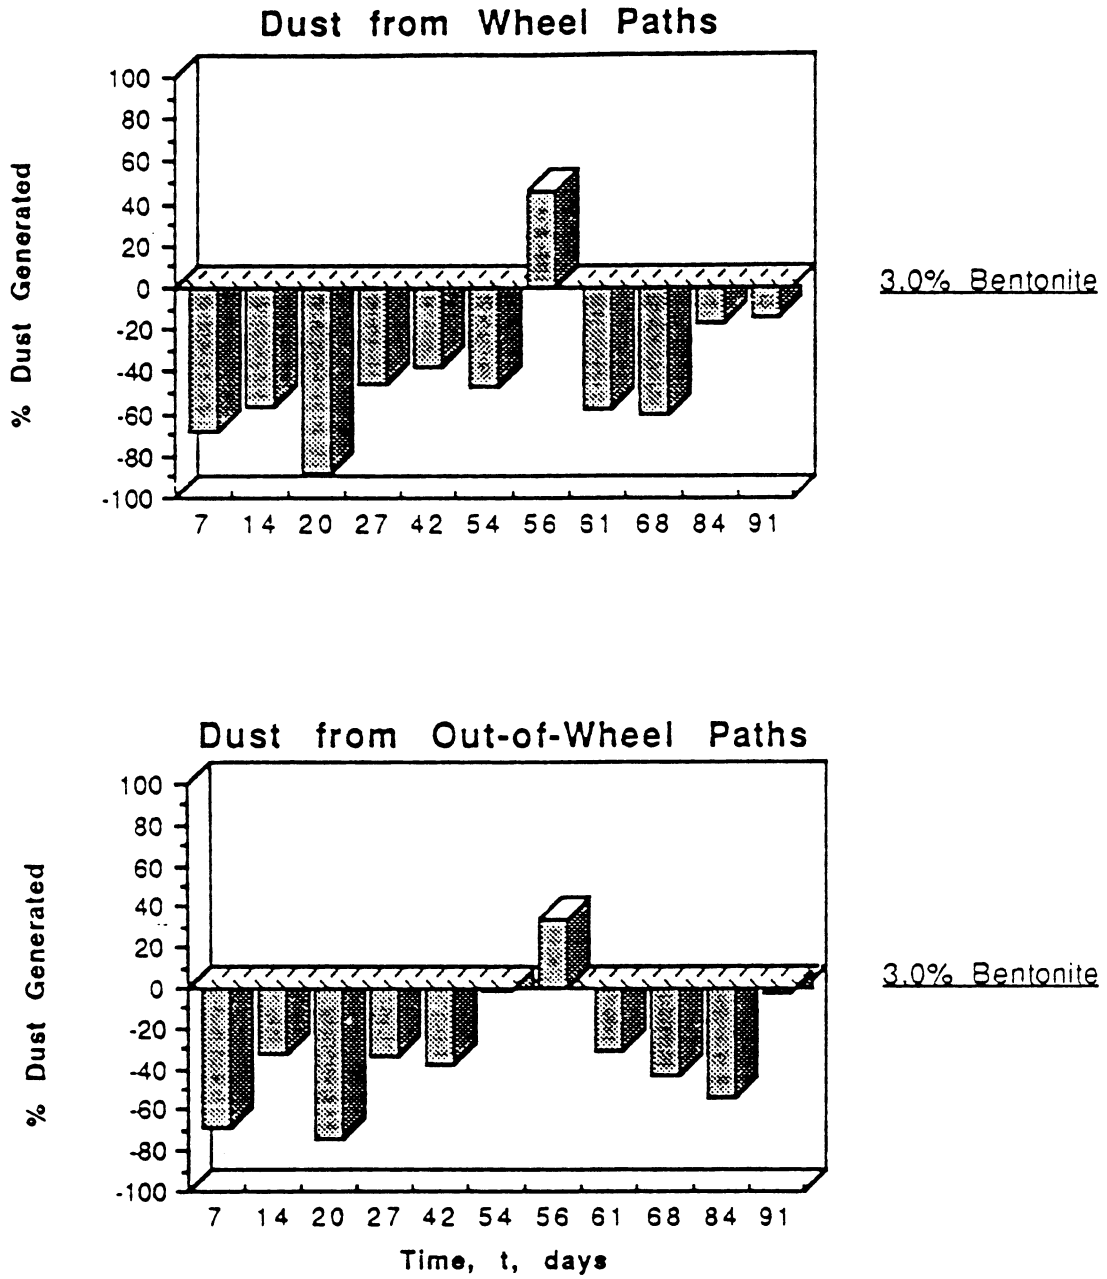 Dust from Wheel Paths
100
80
60
40
20
0
-20
-40
-60
-80
-100
% Dust Generated
7 14 20 27 42 54 56 61 68 84 91
3.0% Bentonite
Dust from Out-of-Wheel Paths
100
80
60
40
20
0
-20
-40
-60
-80
-100
% Dust Generated
7 14 20 27 42 54 56 61 68 84 91
Time, t, days
3.0% Bentonite